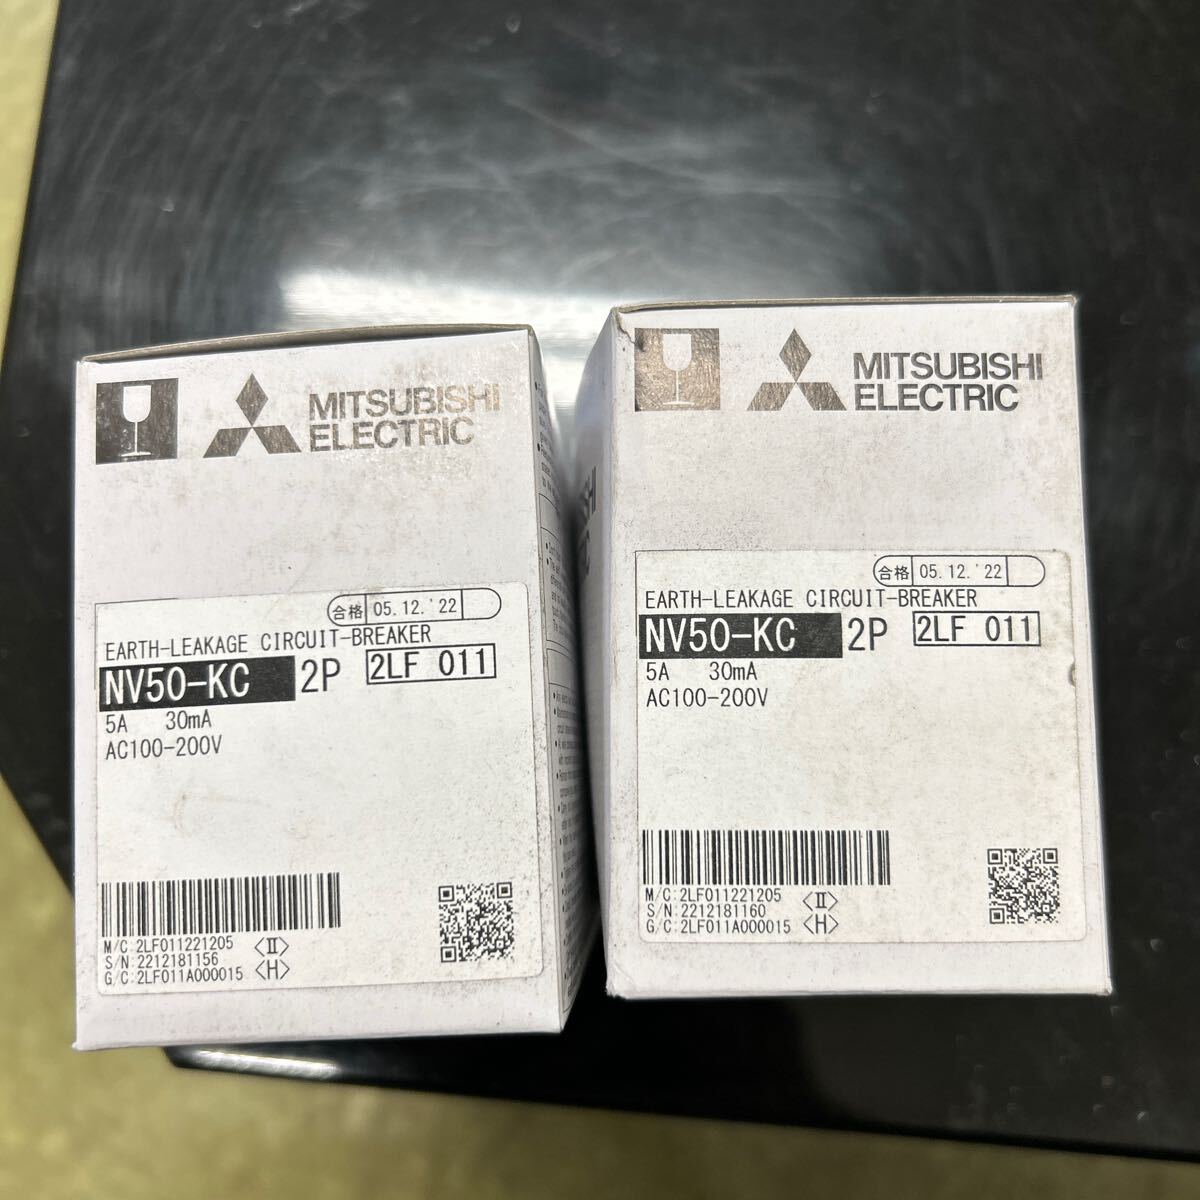 MITSUBISHI
ELECTRIC
合格 05.12.'22
EARTH-LEAKAGE CIRCUIT-BREAKER
NV50-KC 2P 2LF 011
5A 30mA
AC100-200V
M/C:2LF011221205 <II>
S/N:2212181156
G/C:2LF011A000015 <H>
MITSUBISHI
ELECTRIC
合格 05.12.'22
EARTH-LEAKAGE CIRCUIT-BREAKER
NV50-KC 2P 2LF 011
5A 30mA
AC100-200V
M/C:2LF011221205 <II>
S/N:2212181160
G/C:2LF011A000015 <H>